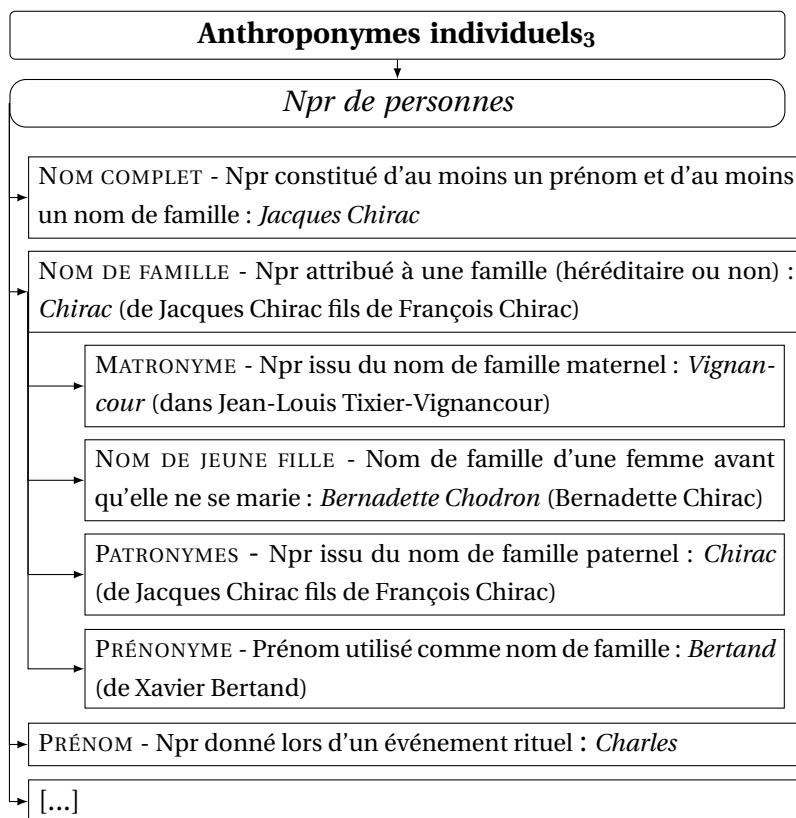 Anthroponymes individuels₃
Npr de personnes
NOM COMPLET - Npr constitué d'au moins un prénom et d'au moins
un nom de famille : Jacques Chirac
NOM DE FAMILLE - Npr attribué à une famille (héréditaire ou non) :
Chirac (de Jacques Chirac fils de François Chirac)
MATRONYME - Npr issu du nom de famille maternel : Vignan-
cour (dans Jean-Louis Tixier-Vignancour)
NOM DE JEUNE FILLE - Nom de famille d'une femme avant
qu'elle ne se marie : Bernadette Chodron (Bernadette Chirac)
PATRONYMES - Npr issu du nom de famille paternel : Chirac
(de Jacques Chirac fils de François Chirac)
PRÉNONYME - Prénom utilisé comme nom de famille : Bertand
(de Xavier Bertand)
PRÉNOM - Npr donné lors d'un événement rituel : Charles
[...]